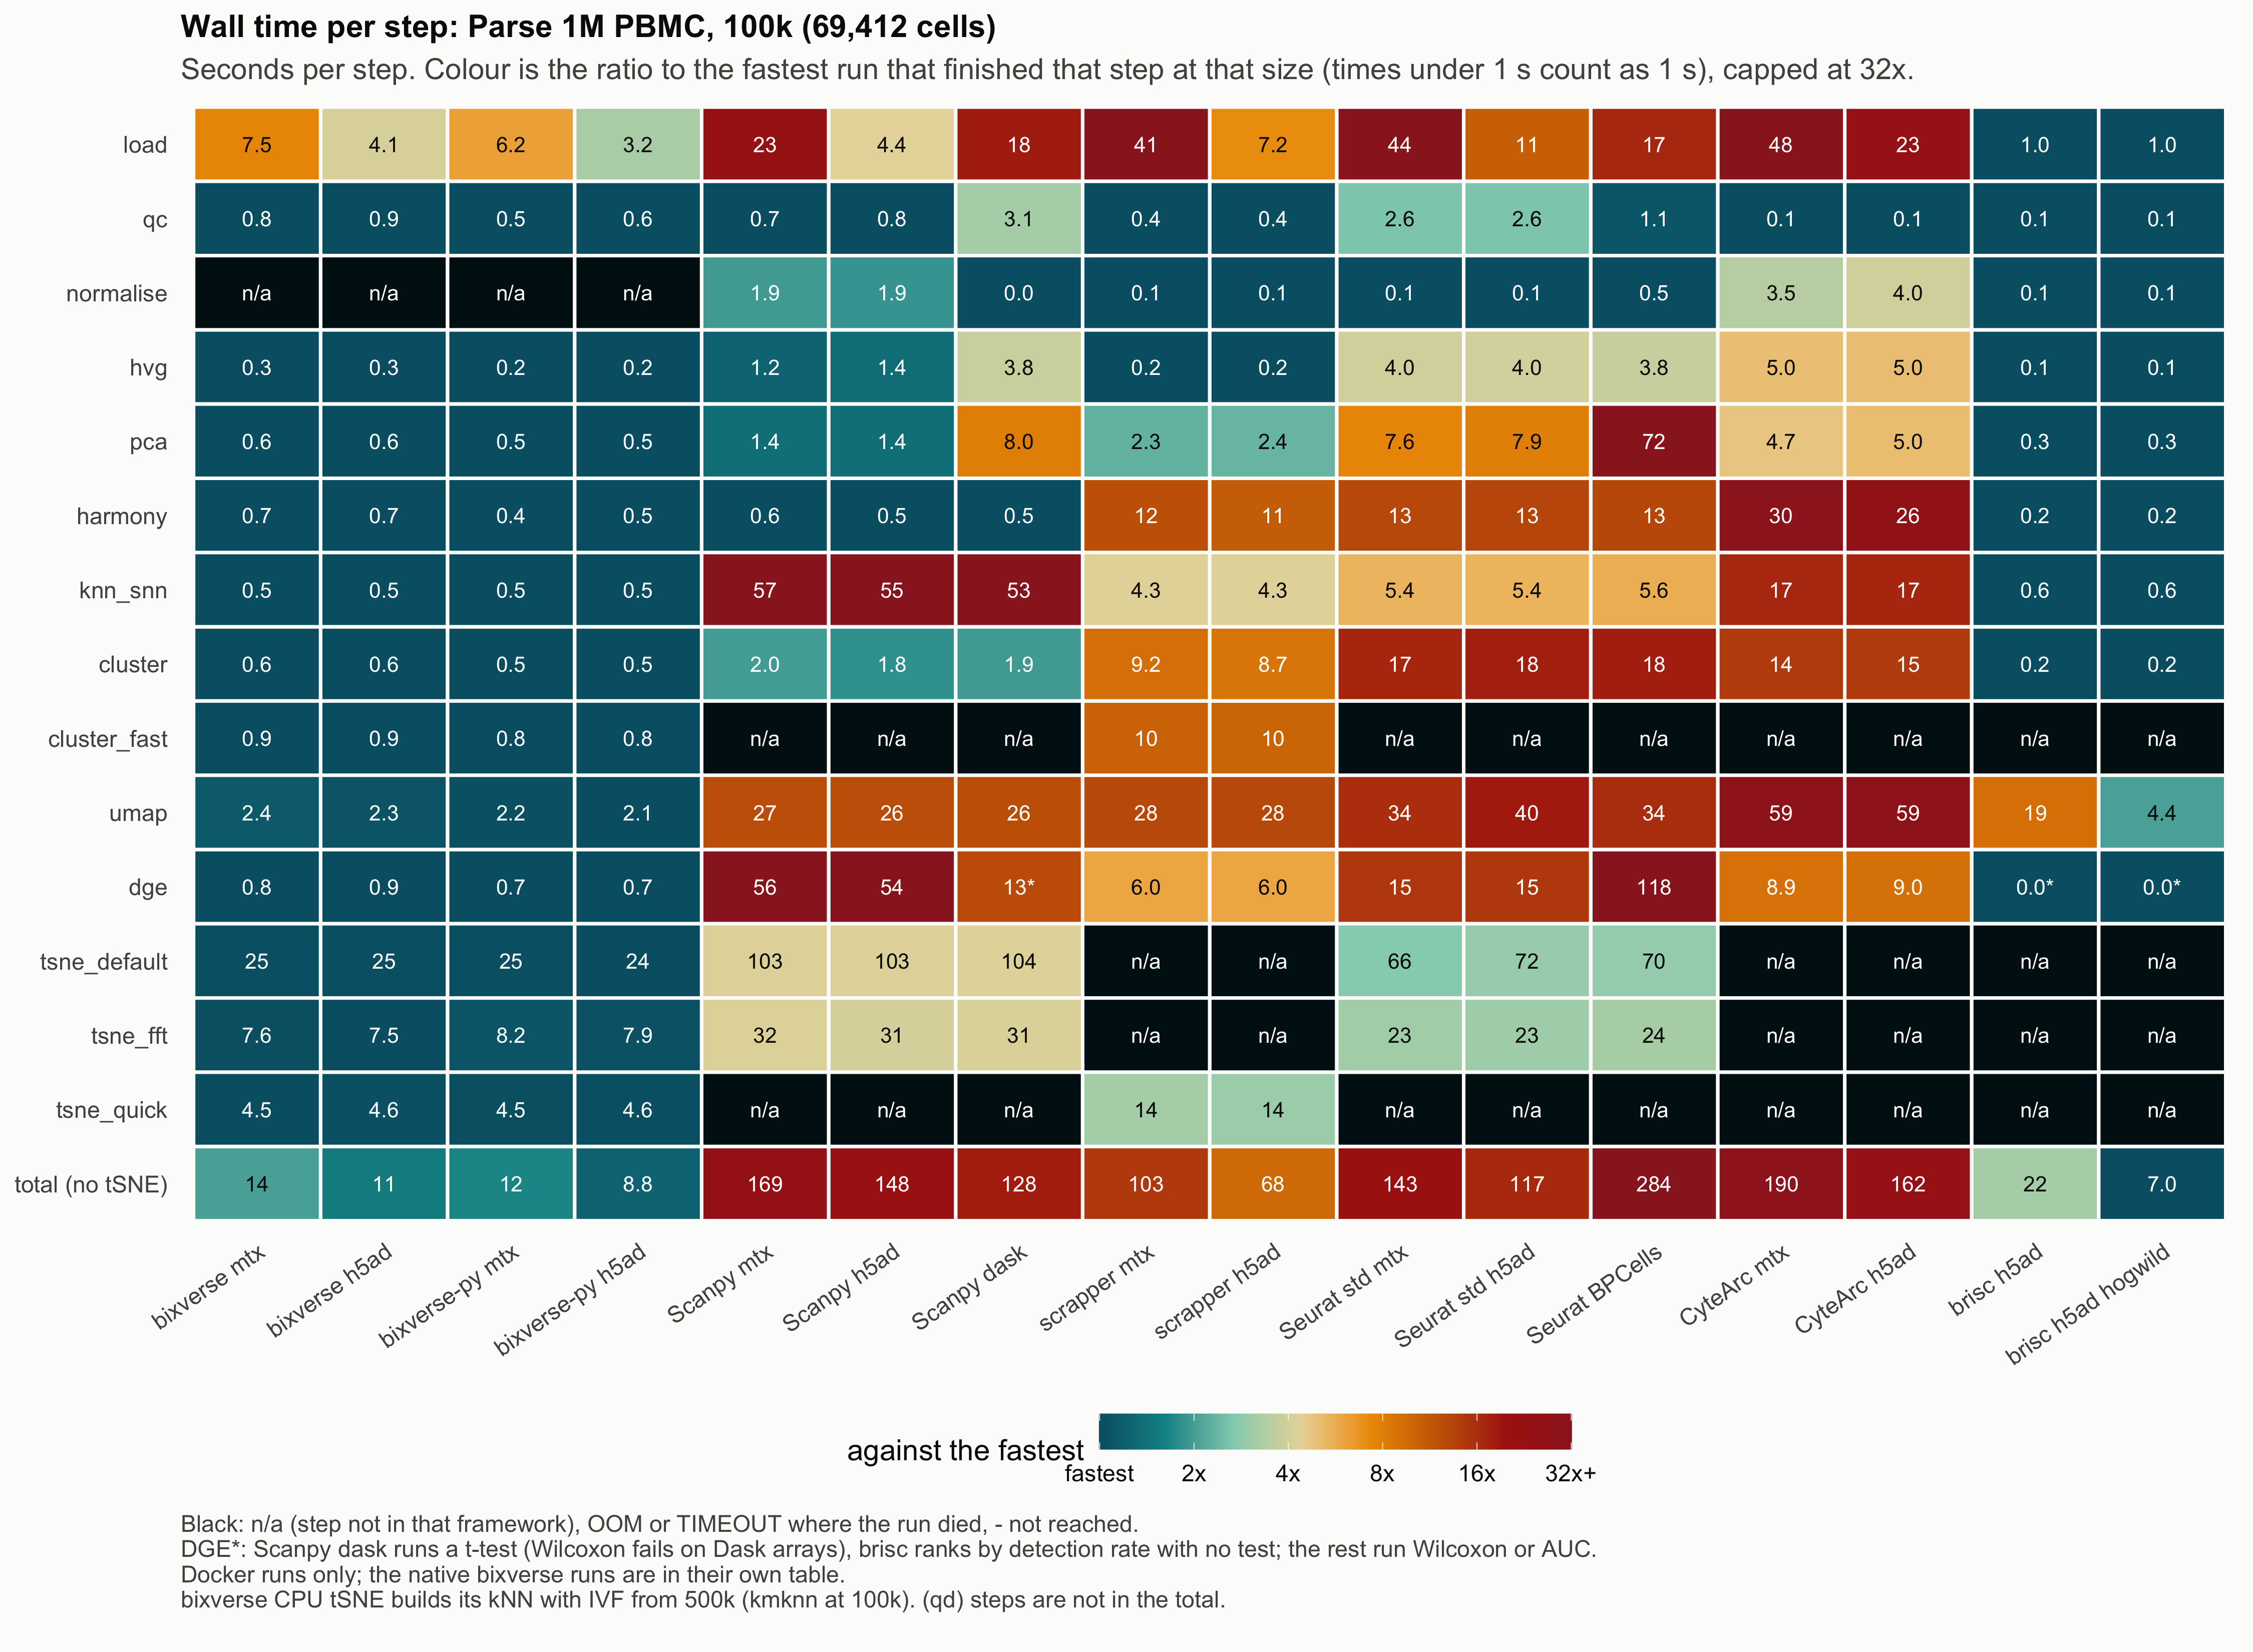 Wall time per step: Parse 1M PBMC, 100k (69,412 cells)
Seconds per step. Colour is the ratio to the fastest run that finished that step at that size (times under 1 s count as 1 s), capped at 32x.
load 7.5 4.1 6.2 3.2 23 4.4 18 41 7.2 44 11 17 48 23 1.0 1.0
qc 0.8 0.9 0.5 0.6 0.7 0.8 3.1 0.4 0.4 2.6 2.6 1.1 0.1 0.1 0.1 0.1
normalise n/a n/a n/a n/a 1.9 1.9 0.0 0.1 0.1 0.1 0.1 0.5 3.5 4.0 0.1 0.1
hvg 0.3 0.3 0.2 0.2 1.2 1.4 3.8 0.2 0.2 4.0 4.0 3.8 5.0 5.0 0.1 0.1
pca 0.6 0.6 0.5 0.5 1.4 1.4 8.0 2.3 2.4 7.6 7.9 72 4.7 5.0 0.3 0.3
harmony 0.7 0.7 0.4 0.5 0.6 0.5 0.5 12 11 13 13 13 30 26 0.2 0.2
knn_snn 0.5 0.5 0.5 0.5 57 55 53 4.3 4.3 5.4 5.4 5.6 17 17 0.6 0.6
cluster 0.6 0.6 0.5 0.5 2.0 1.8 1.9 9.2 8.7 17 18 18 14 15 0.2 0.2
cluster_fast 0.9 0.9 0.8 0.8 n/a n/a n/a 10 10 n/a n/a n/a n/a n/a n/a n/a
umap 2.4 2.3 2.2 2.1 27 26 26 28 28 34 40 34 59 59 19 4.4
dge 0.8 0.9 0.7 0.7 56 54 13* 6.0 6.0 15 15 118 8.9 9.0 0.0* 0.0*
tsne_default 25 25 25 24 103 103 104 n/a n/a 66 72 70 n/a n/a n/a n/a
tsne_fft 7.6 7.5 8.2 7.9 32 31 31 n/a n/a 23 23 24 n/a n/a n/a n/a
tsne_quick 4.5 4.6 4.5 4.6 n/a n/a n/a 14 14 n/a n/a n/a n/a n/a n/a n/a
total (no tSNE) 14 11 12 8.8 169 148 128 103 68 143 117 284 190 162 22 7.0
bixverse mtx
bixverse h5ad
bixverse-py mtx
bixverse-py h5ad
Scanpy mtx
Scanpy h5ad
Scanpy dask
scrapper mtx
scrapper h5ad
Seurat std mtx
Seurat std h5ad
Seurat BPCells
CyteArc mtx
CyteArc h5ad
brisc h5ad
brisc h5ad hogwild
against the fastest
fastest 2x 4x 8x 16x 32x+
Black: n/a (step not in that framework), OOM or TIMEOUT where the run died, - not reached.
DGE*: Scanpy dask runs a t-test (Wilcoxon fails on Dask arrays), brisc ranks by detection rate with no test; the rest run Wilcoxon or AUC.
Docker runs only; the native bixverse runs are in their own table.
bixverse CPU tSNE builds its kNN with IVF from 500k (kmknn at 100k). (qd) steps are not in the total.